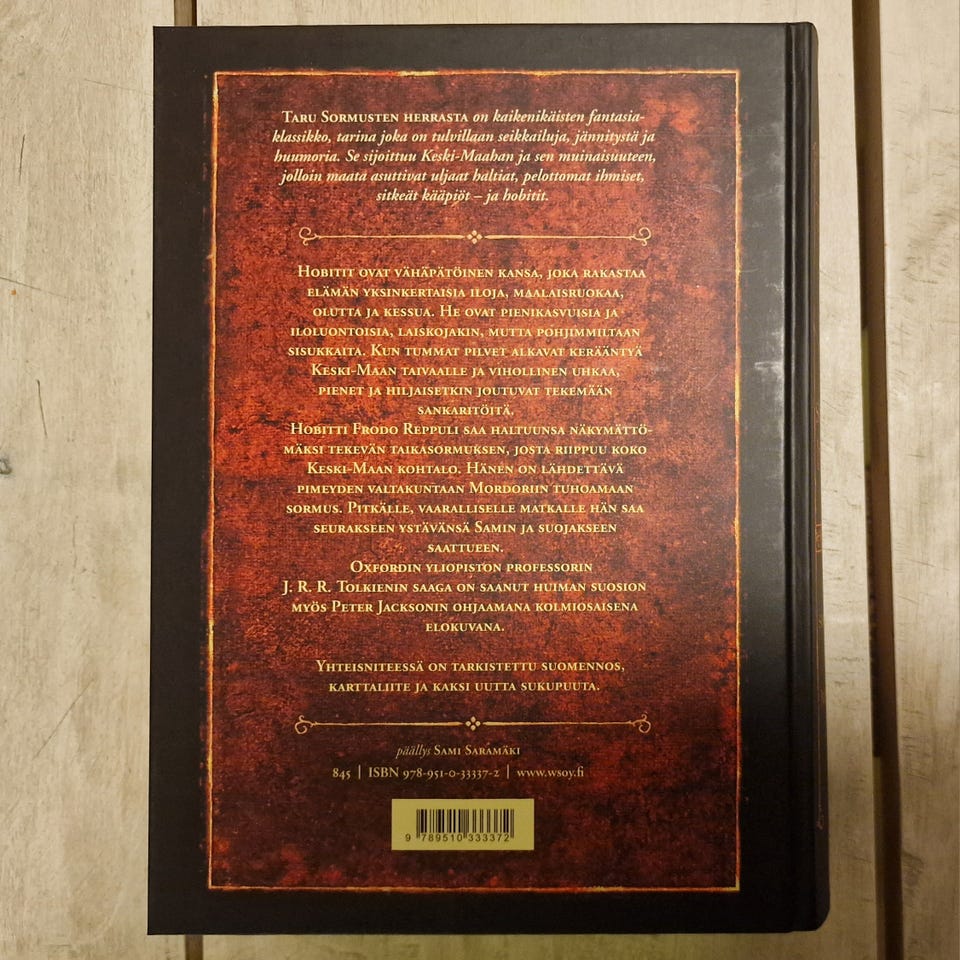 Taru Sormusten herrasta on kaikenikäisten fantasia-
klassikko, tarina joka on tulvillaan seikkailuja, jännitystä ja
huumoria. Se sijoittuu Keski-Maahan ja sen muinaisuuteen,
jolloin maata asuttivat uljaat haltiat, pelottomat ihmiset,
sitkeät kääpiöt – ja hobitit.
Hobitit ovat vähäpätöinen kansa, joka rakastaa
elämän yksinkertaisia iloja, maalaisruokaa,
olutta ja kessua. He ovat pienikasvuisia ja
iloluontoisia, laiskojakin, mutta pohjimmiltaan
sisukkaita. Kun tummat pilvet alkavat kerääntyä
Keski-Maan taivaalle ja vihollinen uhkaa,
pienet ja hiljaisetkin joutuvat tekemään
sankaritöitä.
Hobitti Frodo Reppuli saa haltuunsa näkymättö-
mäksi tekevän taikasormuksen, josta riippuu koko
Keski-Maan kohtalo. Hänen on lähdettävä
pimeyden valtakuntaan Mordoriin tuhoamaan
sormus. Pitkälle, vaaralliselle matkalle hän saa
seurakseen ystävänsä Samin ja suojakseen
saattueen.
Oxfordin yliopiston professorin
J. R. R. Tolkienin saaga on saanut huiman suosion
myös Peter Jacksonin ohjaamana kolmiosaisena
elokuvana.
Yhteisniteessä on tarkistettu suomennos,
karttaliite ja kaksi uutta sukupuuta.
päällys Sami Saramäki
845 | ISBN 978-951-0-33337-2 | www.wsoy.fi
9 789510 333372